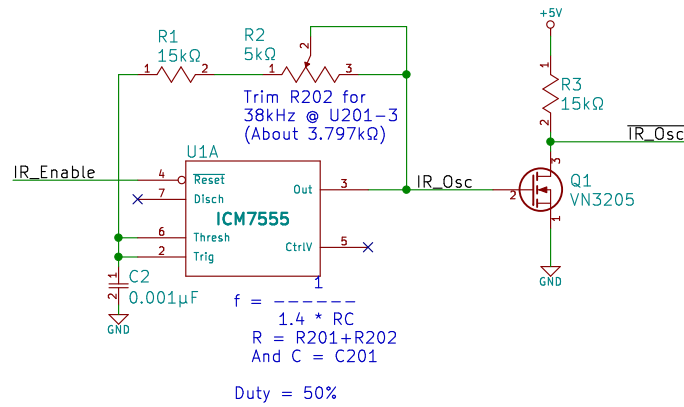 +5V
R1
15kΩ
R2
5kΩ
1
2
1
2
3
1
R3
15kΩ
2
Trim R202 for
38kHz @ U201-3
(About 3.797kΩ)
IR_Osc
U1A
IR_Enable
4
Reset
7
Disch
Out
3
IR_Osc
ICM7555
6
Thresh
2
Trig
CtrlV
5
3
2
1
Q1
VN3205
1
2
C2
0.001µF
GND
GND
1
f = ------
1.4 * RC
R = R201+R202
And C = C201
Duty = 50%